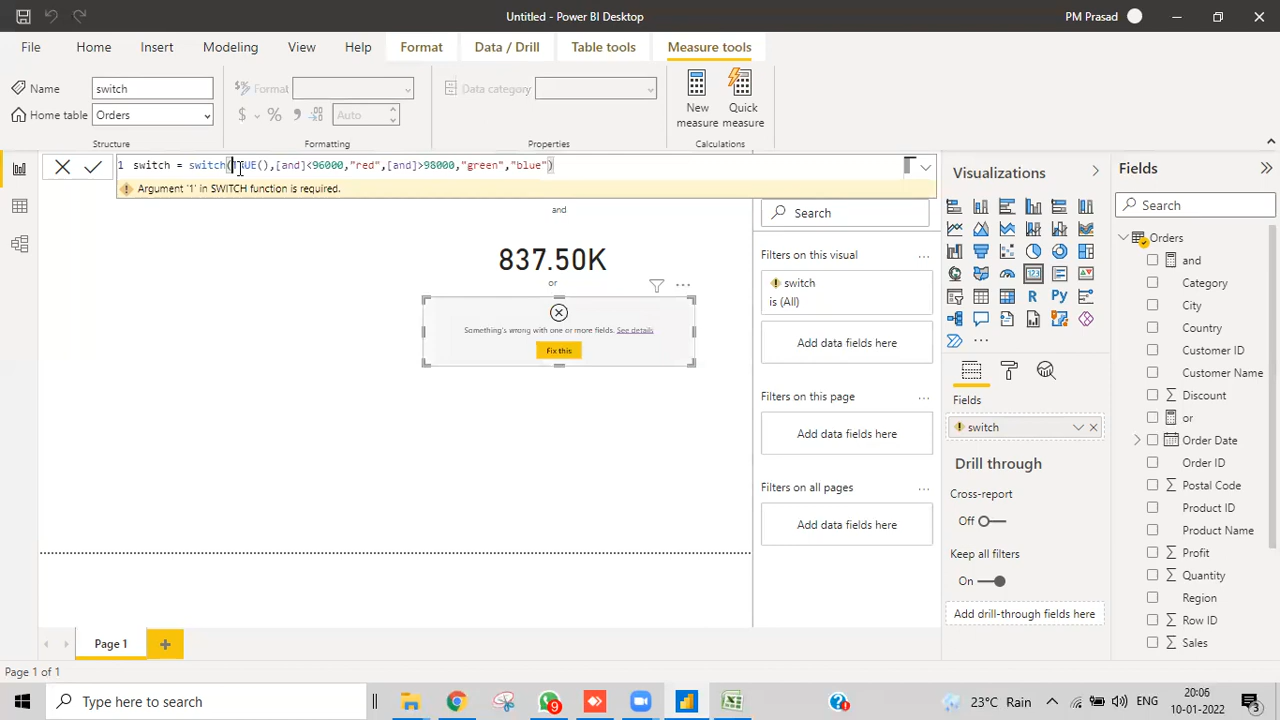 Untitled - Power BI Desktop
PM Prasad
File Home Insert Modeling View Help Format Data / Drill Table tools Measure tools
Name switch
Home table Orders
Format
$ % Auto
Data category
New measure
Quick measure
Structure Formatting Properties Calculations
1 switch = switch(TRUE(),[and]<96000,"red",[and]>98000,"green","blue")
Argument '1' in SWITCH function is required.
and
837.50K
or
Something's wrong with one or more fields. See details
Fix this
Search
Filters on this visual ...
switch
is (All)
Add data fields here
Filters on this page ...
Add data fields here
Filters on all pages ...
Add data fields here
Visualizations
R Py
123
...
Fields
switch
Drill through
Cross-report
Off
Keep all filters
On
Add drill-through fields here
Fields
Search
Orders
and
Category
City
Country
Customer ID
Customer Name
Discount
or
Order Date
Order ID
Postal Code
Product ID
Product Name
Profit
Quantity
Region
Row ID
Sales
Page 1
Page 1 of 1
Type here to search
9
23°C Rain
ENG
20:06
10-01-2022
3